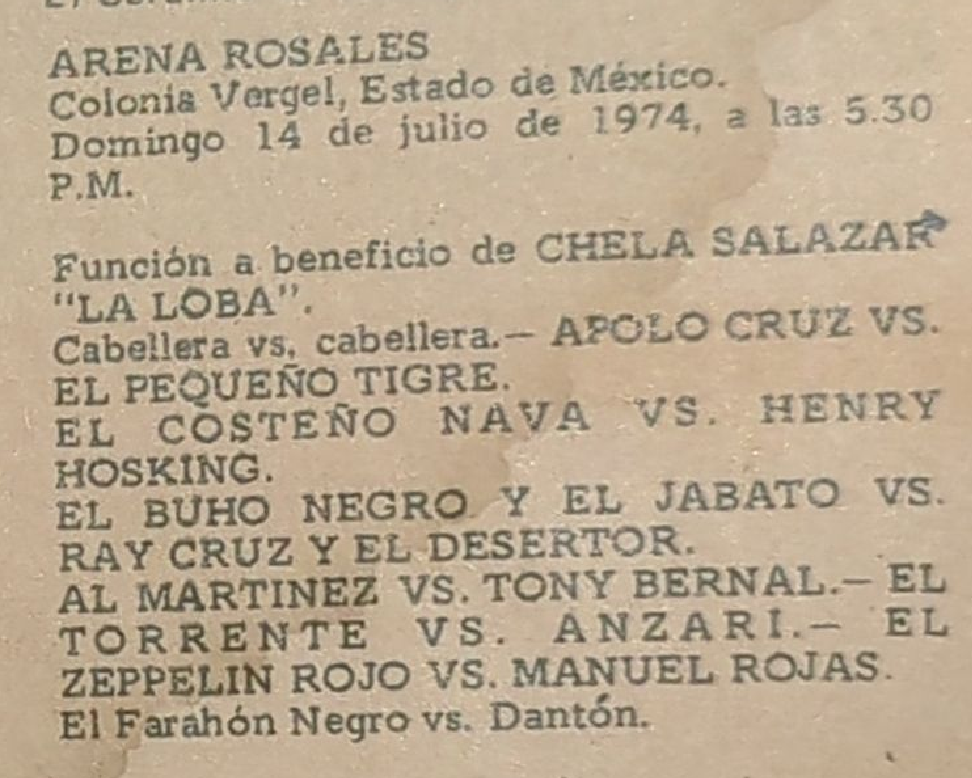 ARENA ROSALES
Colonia Vergel, Estado de México.
Domingo 14 de julio de 1974, a las 5.30
P.M.
Función a beneficio de CHELA SALAZAR
"LA LOBA".
Cabellera vs. cabellera.— APOLO CRUZ VS.
EL PEQUEÑO TIGRE.
EL COSTEÑO NAVA VS. HENRY
HOSKING.
EL BUHO NEGRO Y EL JABATO VS.
RAY CRUZ Y EL DESERTOR.
AL MARTINEZ VS. TONY BERNAL.— EL
TORRENTE VS. ANZARI.— EL
ZEPPELIN ROJO VS. MANUEL ROJAS.
El Farahón Negro vs. Dantón.